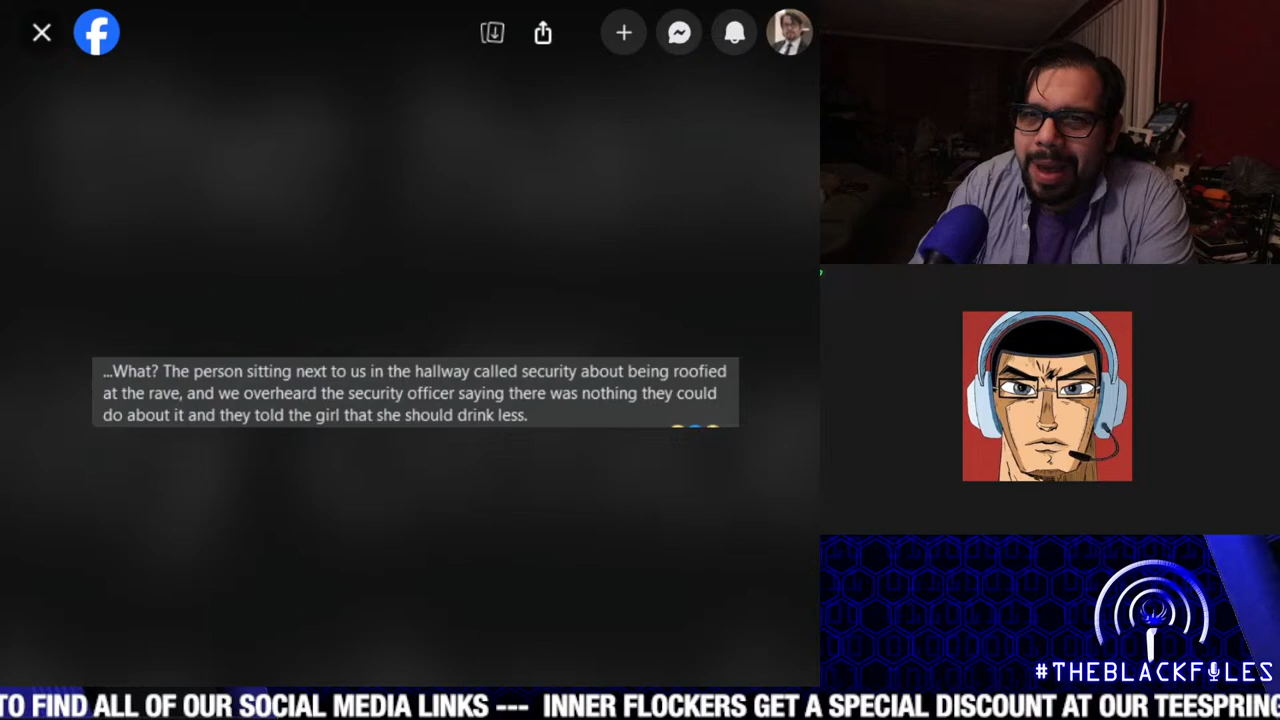 ...What? The person sitting next to us in the hallway called security about being roofied
at the rave, and we overheard the security officer saying there was nothing they could
do about it and they told the girl that she should drink less.
#THEBLACKFILES
TO FIND ALL OF OUR SOCIAL MEDIA LINKS --- INNER FLOCKERS GET A SPECIAL DISCOUNT AT OUR TEESPRING